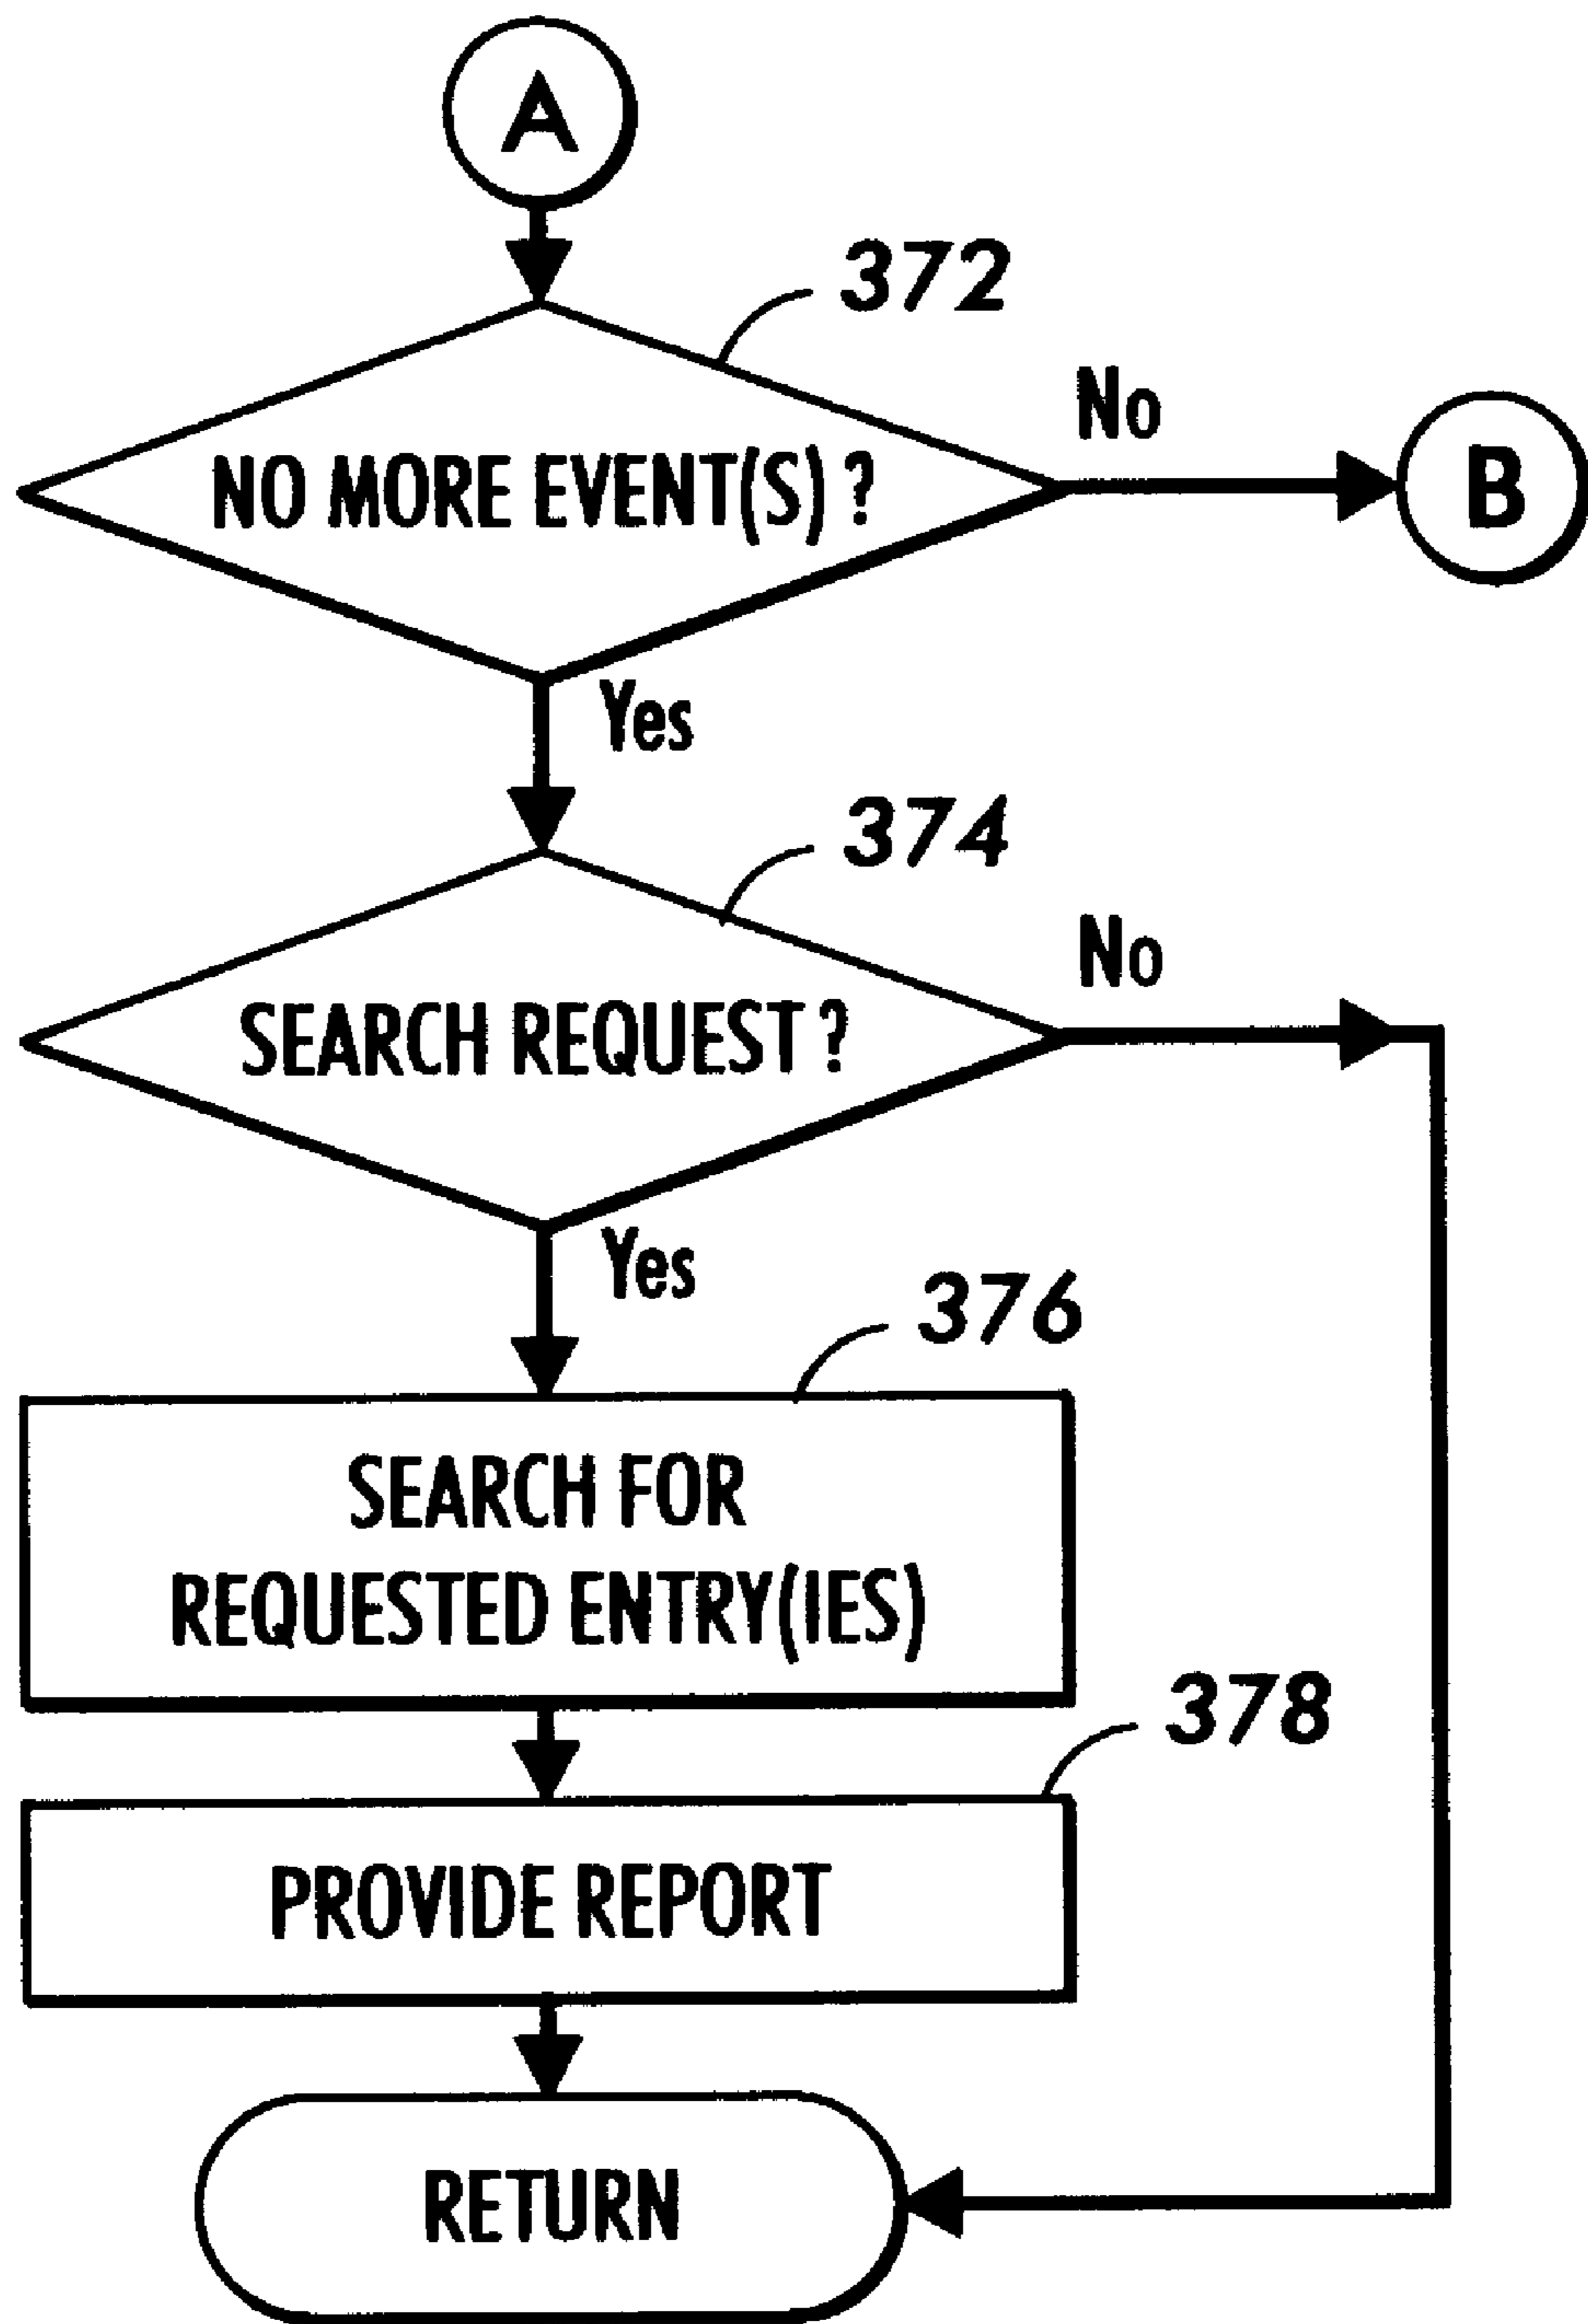 A
372
No
NO MORE EVENT(S)?
B
Yes
374
No
SEARCH REQUEST?
Yes
376
SEARCH FOR
REQUESTED ENTRY(IES)
378
PROVIDE REPORT
RETURN